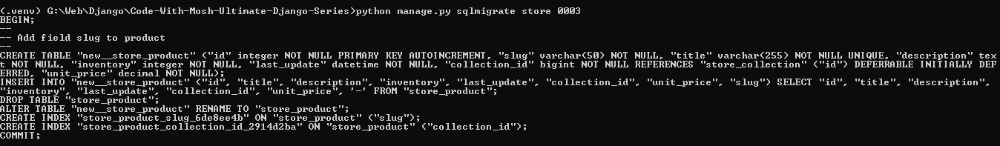 (.venv) G:\Web\Django\Code-With-Mosh-Ultimate-Django-Series>python manage.py sqlmigrate store 0003
BEGIN;
--
-- Add field slug to product
--
CREATE TABLE "new__store_product" ("id" integer NOT NULL PRIMARY KEY AUTOINCREMENT, "slug" varchar(50) NOT NULL, "title" varchar(255) NOT NULL UNIQUE, "description" tex
t NOT NULL, "inventory" integer NOT NULL, "last_update" datetime NOT NULL, "collection_id" bigint NOT NULL REFERENCES "store_collection" ("id") DEFERRABLE INITIALLY DEF
ERRED, "unit_price" decimal NOT NULL);
INSERT INTO "new__store_product" ("id", "title", "description", "inventory", "last_update", "collection_id", "unit_price", "slug") SELECT "id", "title", "description",
"inventory", "last_update", "collection_id", "unit_price", '-' FROM "store_product";
DROP TABLE "store_product";
ALTER TABLE "new__store_product" RENAME TO "store_product";
CREATE INDEX "store_product_slug_6de8ee4b" ON "store_product" ("slug");
CREATE INDEX "store_product_collection_id_2914d2ba" ON "store_product" ("collection_id");
COMMIT;